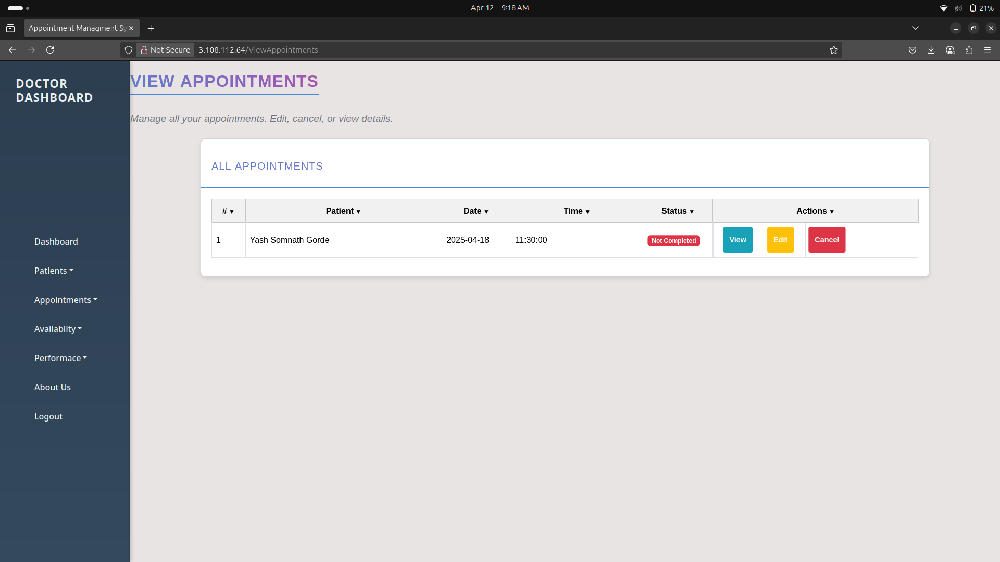 Apr 12 9:18 AM
21%
Appointment Managment Sy
Not Secure 3.108.112.64/ViewAppointments
DOCTOR
DASHBOARD
Dashboard
Patients
Appointments
Availablity
Performace
About Us
Logout
VIEW APPOINTMENTS
Manage all your appointments. Edit, cancel, or view details.
ALL APPOINTMENTS
# ▼ Patient ▼ Date ▼ Time ▼ Status ▼ Actions ▼
1 Yash Somnath Gorde 2025-04-18 11:30:00 Not Completed View Edit Cancel